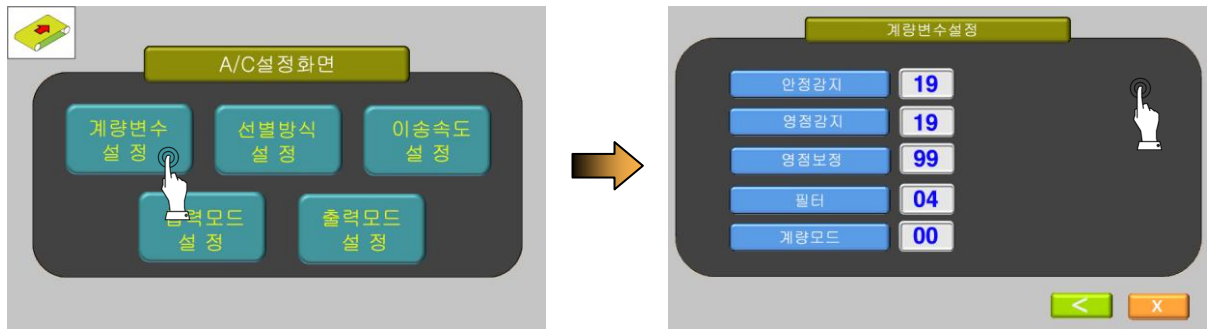 A/C설정화면
계량변수
설 정
선별방식
설 정
이송속도
설 정
입력모드
설 정
출력모드
설 정
계량변수설정
안정감지 19
영점감지 19
영점보정 99
필터 04
계량모드 00
< X